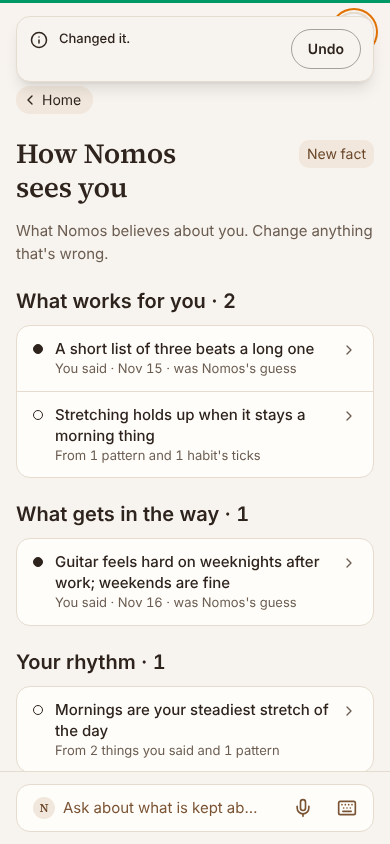 Changed it.
Undo
Home
How Nomos
sees you
New fact
What Nomos believes about you. Change anything
that's wrong.
What works for you · 2
A short list of three beats a long one
You said · Nov 15 · was Nomos's guess
Stretching holds up when it stays a
morning thing
From 1 pattern and 1 habit's ticks
What gets in the way · 1
Guitar feels hard on weeknights after
work; weekends are fine
You said · Nov 16 · was Nomos's guess
Your rhythm · 1
Mornings are your steadiest stretch of
the day
From 2 things you said and 1 pattern
N
Ask about what is kept ab...